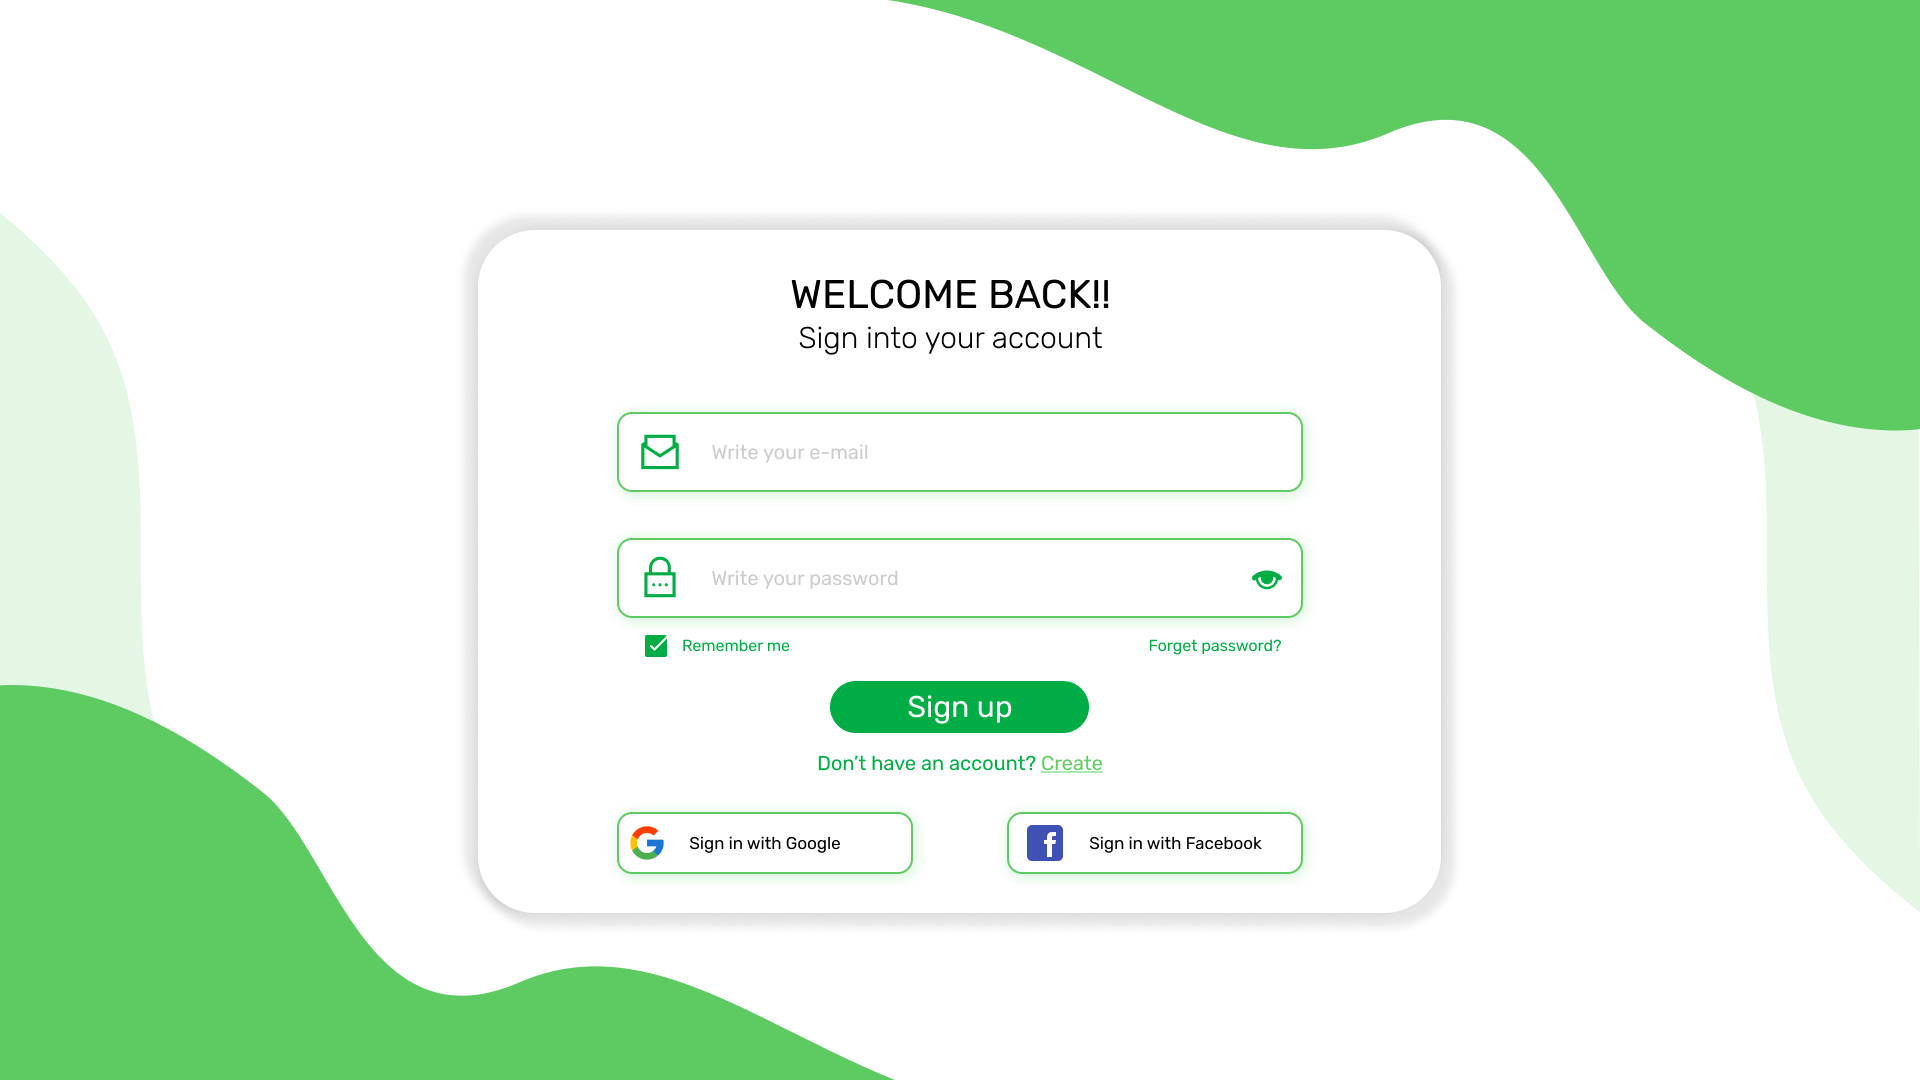 WELCOME BACK!!
Sign into your account
Write your e-mail
Write your password
Remember me
Forget password?
Sign up
Don’t have an account? Create
Sign in with Google
Sign in with Facebook